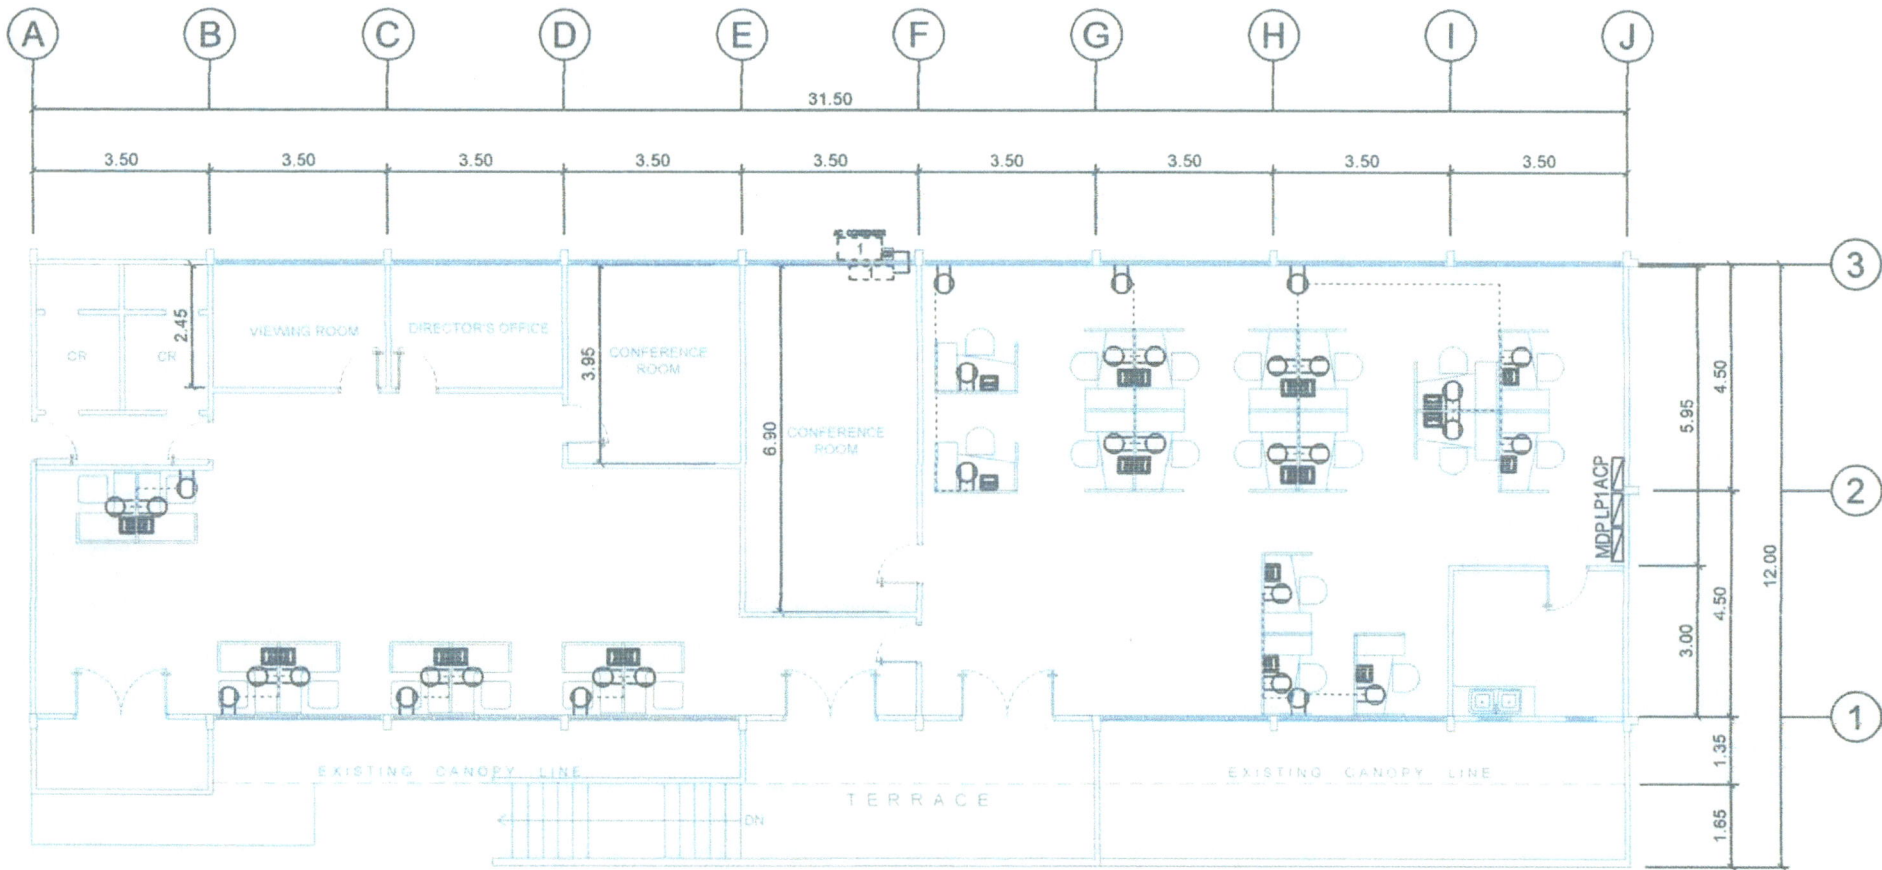 A B C D E F G H I J
31.50
3.50 3.50 3.50 3.50 3.50 3.50 3.50 3.50 3.50
1
1
3
2.45
VIEWING ROOM
DIRECTOR'S OFFICE
CR
CR
3.95
CONFERENCE
ROOM
6.90
CONFERENCE
ROOM
4.50
5.95
2
MDP LP1 ACP
12.00
4.50
3.00
1
1.35
EXISTING CANOPY LINE
EXISTING CANOPY LINE
TERRACE
DN
1.65